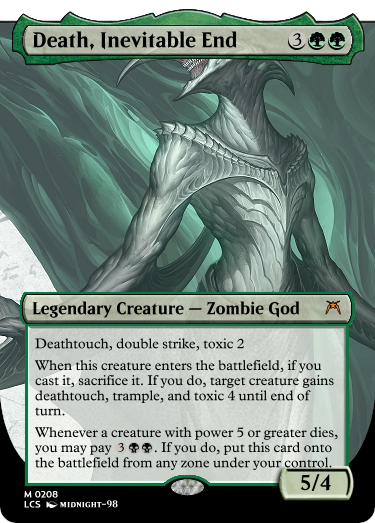 Death, Inevitable End 3
Legendary Creature — Zombie God
Deathtouch, double strike, toxic 2
When this creature enters the battlefield, if you
cast it, sacrifice it. If you do, target creature gains
deathtouch, trample, and toxic 4 until end of
turn.
Whenever a creature with power 5 or greater dies,
you may pay 3. If you do, put this card onto
the battlefield from any zone under your control.
5/4
M 0208
LCS MIDNIGHT-98